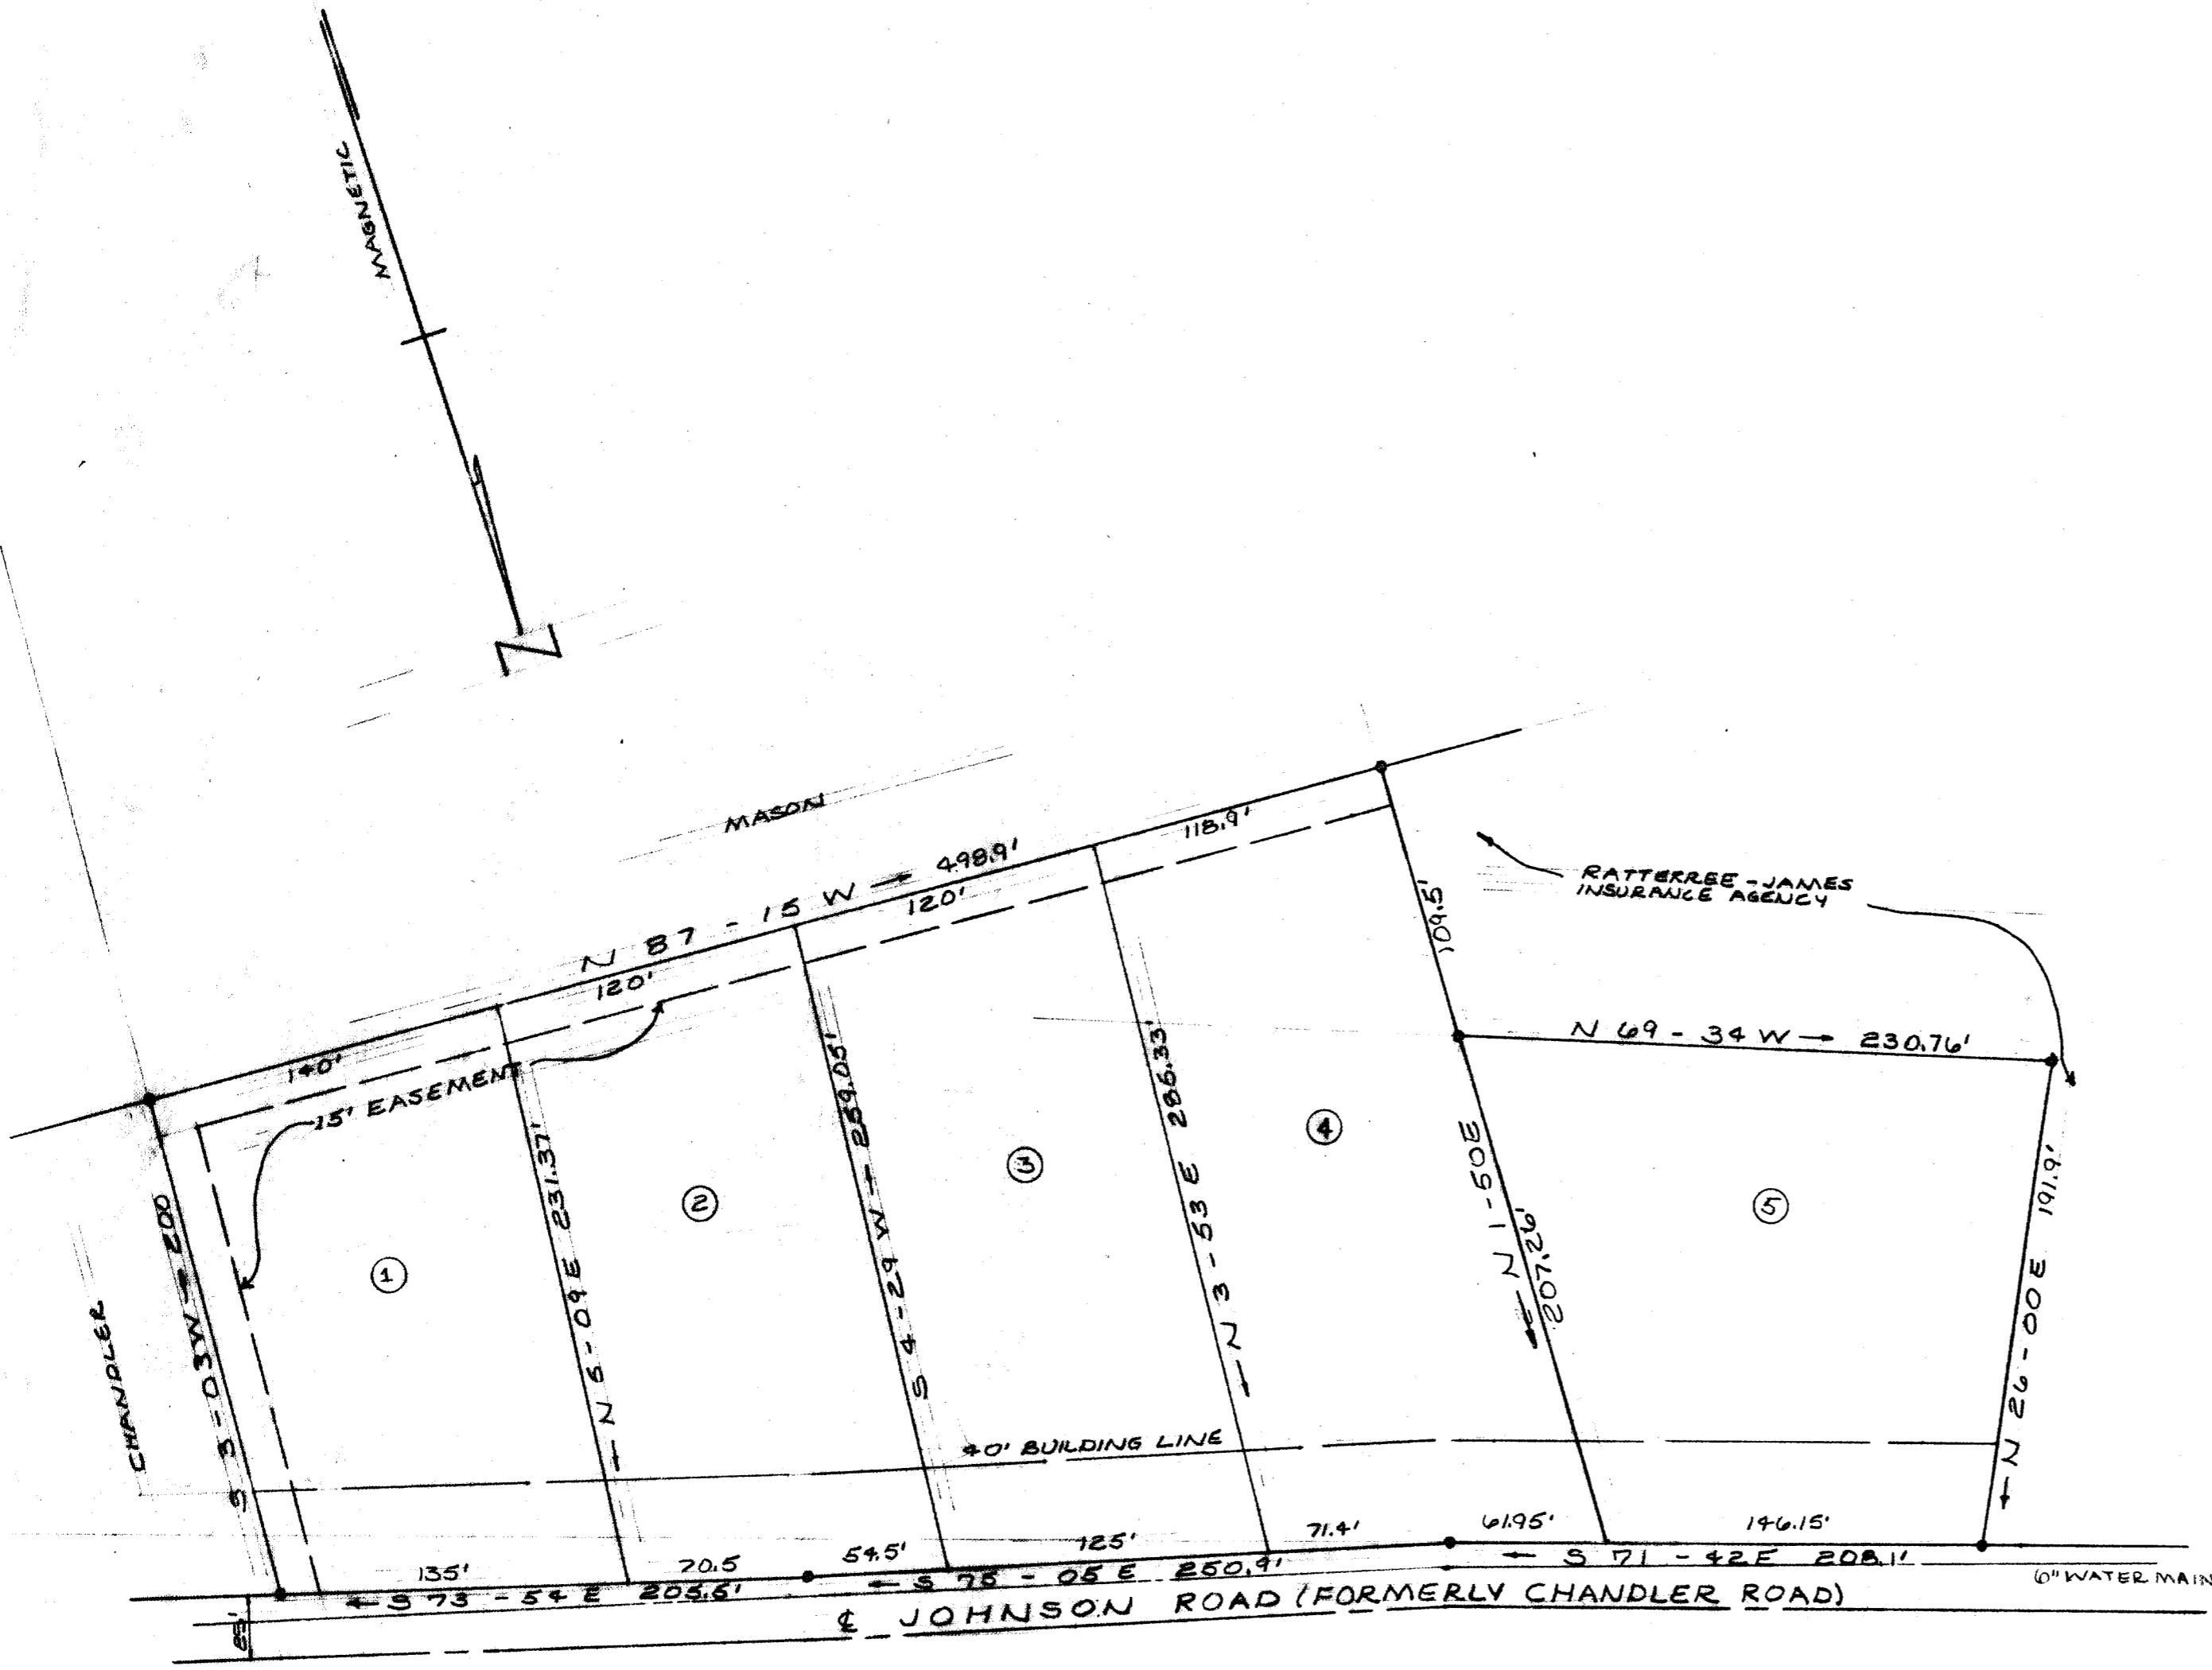 MAGNETIC
N
MASON
N 87 - 15 W → 498.9'
140'
120'
120'
118.9'
15' EASEMENT
RATTERREE - JAMES
INSURANCE AGENCY
109.5'
N 69 - 34 W → 230.76'
CHANDLER
S 3 - 03 W → 200
1
← N 5 - 09 E 231.37'
2
S 4 - 29 W → 259.05'
3
← N 3 - 53 E 286.33'
4
← N 1 - 50 E
207.26'
5
← N 26 - 00 E 191.9'
40' BUILDING LINE
135'
70.5
54.5'
125'
71.4'
61.95'
146.15'
← S 73 - 54 E 205.5'
← S 75 - 05 E 250.9'
← S 71 - 42 E 208.1'
6" WATER MAIN
25'
℄ JOHNSON ROAD (FORMERLY CHANDLER ROAD)